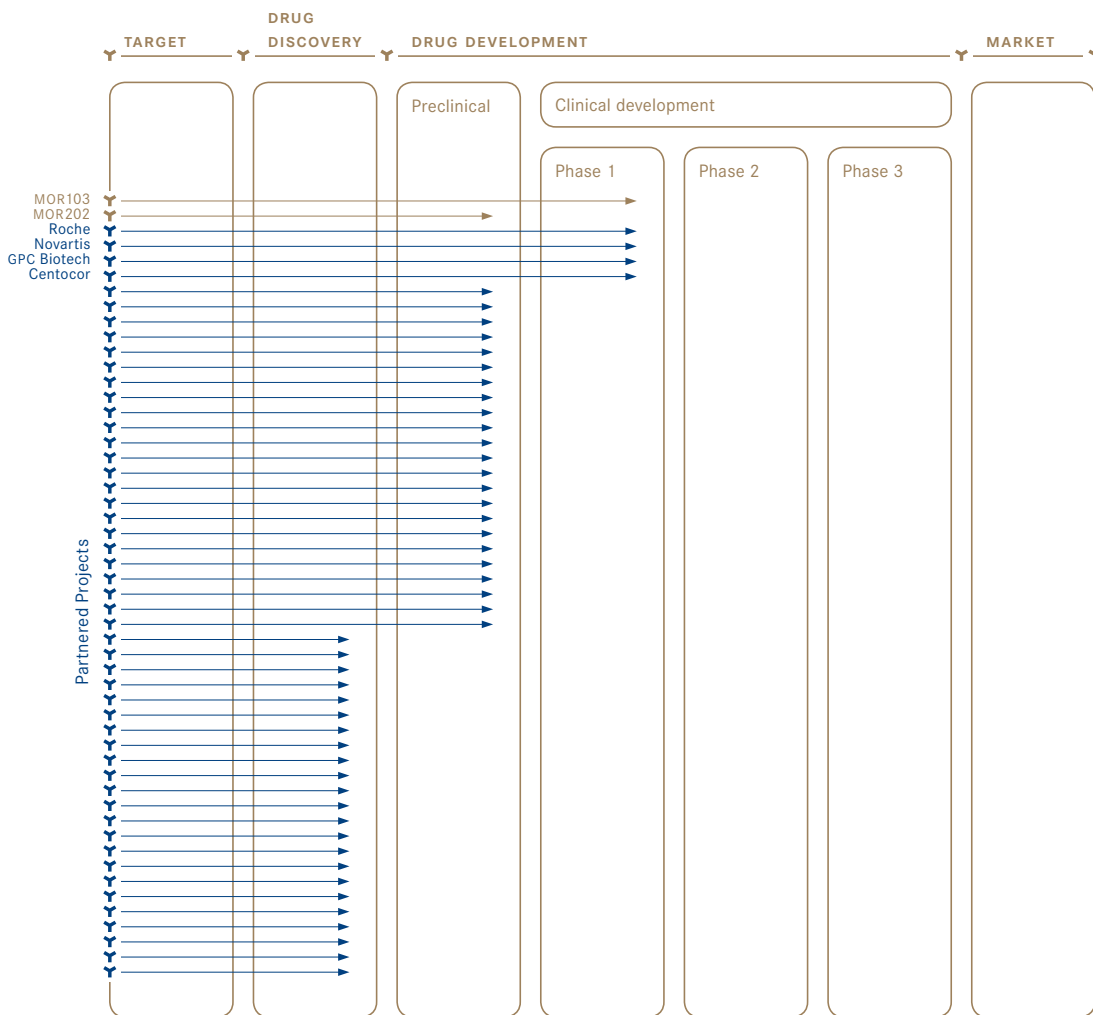 TARGET
DRUG
DISCOVERY
DRUG DEVELOPMENT
MARKET
Preclinical
Clinical development
Phase 1
Phase 2
Phase 3
MOR103
MOR202
Roche
Novartis
GPC Biotech
Centocor
Partnered Projects